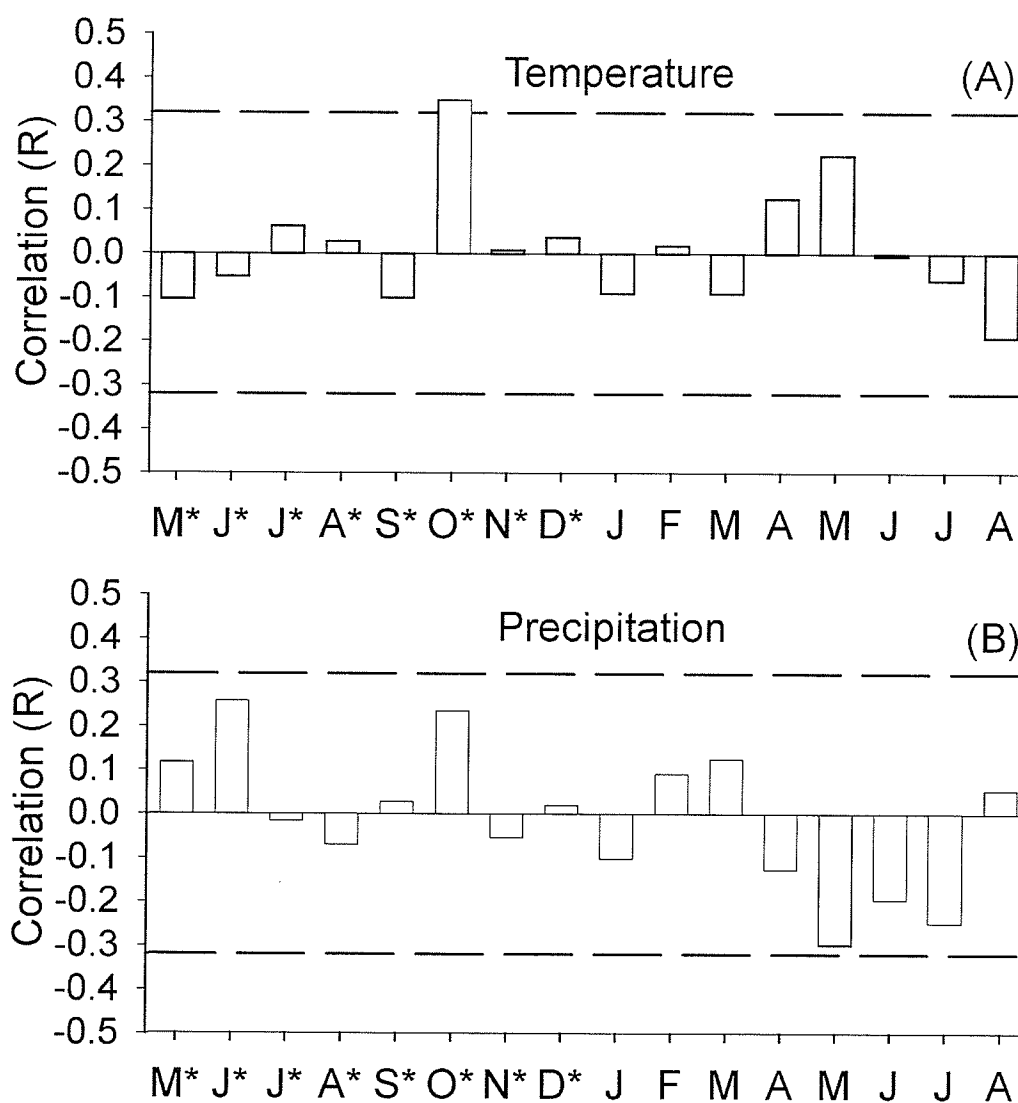 Temperature
(A)
Correlation (R)
0.5
0.4
0.3
0.2
0.1
0.0
-0.1
-0.2
-0.3
-0.4
-0.5
M* J* J* A* S* O* N* D* J F M A M J J A
Precipitation
(B)
Correlation (R)
0.5
0.4
0.3
0.2
0.1
0.0
-0.1
-0.2
-0.3
-0.4
-0.5
M* J* J* A* S* O* N* D* J F M A M J J A